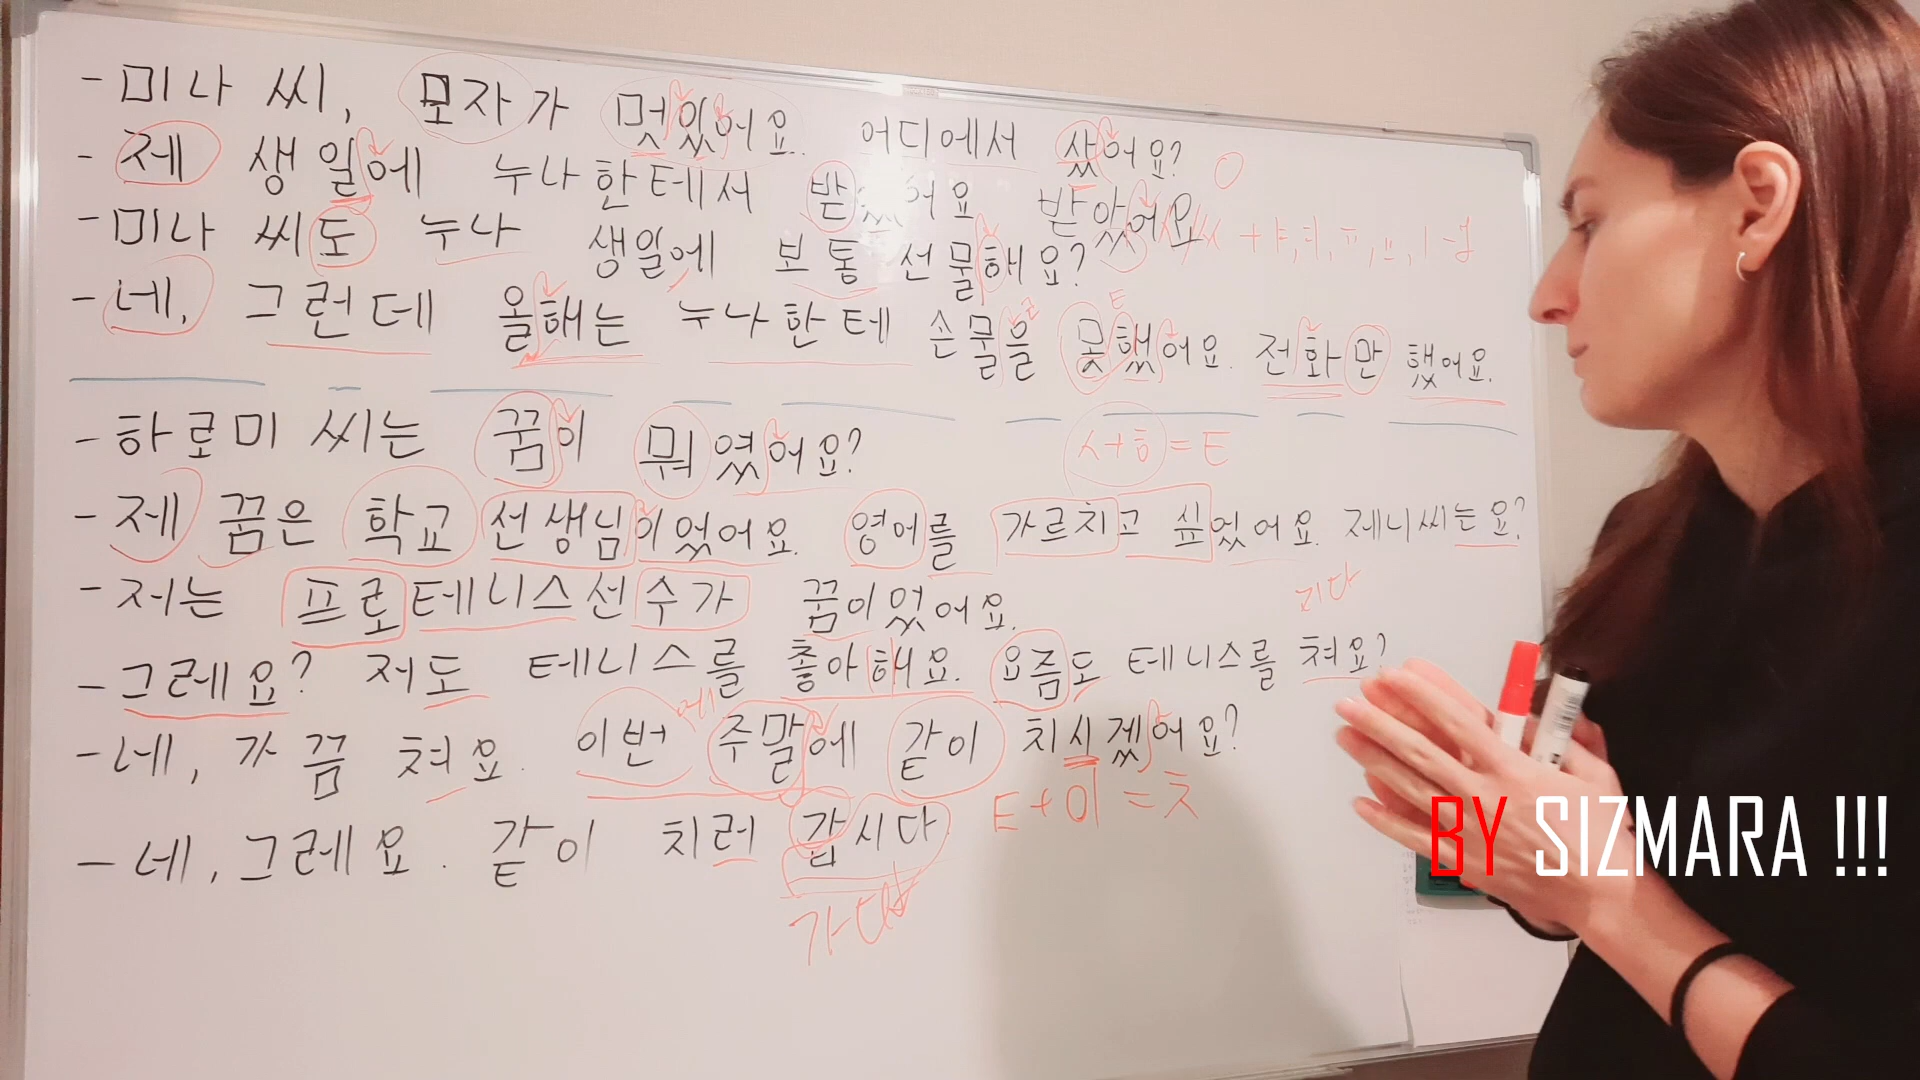 - 미나 씨, 모자가 멋있어요. 어디에서 샀어요?
- 제 생일에 누나한테서 받았어요 받았어요
ㅆ + ㅑ, ㅕ, ㅠ, ㅛ, ㅣ
- 미나 씨도 누나 생일에 보통 선물해요?
- 네, 그런데 올해는 누나한테 손물을 못했어요. 전화만 했어요.
- 하로미 씨는 꿈이 뭐였어요?
ㅅ+ㅎ=ㅌ
- 제 꿈은 학교 선생님이었어요. 영어를 가르치고 싶었어요. 제니씨는요?
- 저는 프로테니스선수가 꿈이었어요.
- 그레요? 저도 테니스를 좋아해요. 요즘도 테니스를 쳐요?
- 네, 가끔 쳐요. 이번 주말에 같이 치시겠어요?
ㅌ+이=ㅊ
- 네, 그레요. 같이 치러 갑시다
가다
BY SIZMARA !!!